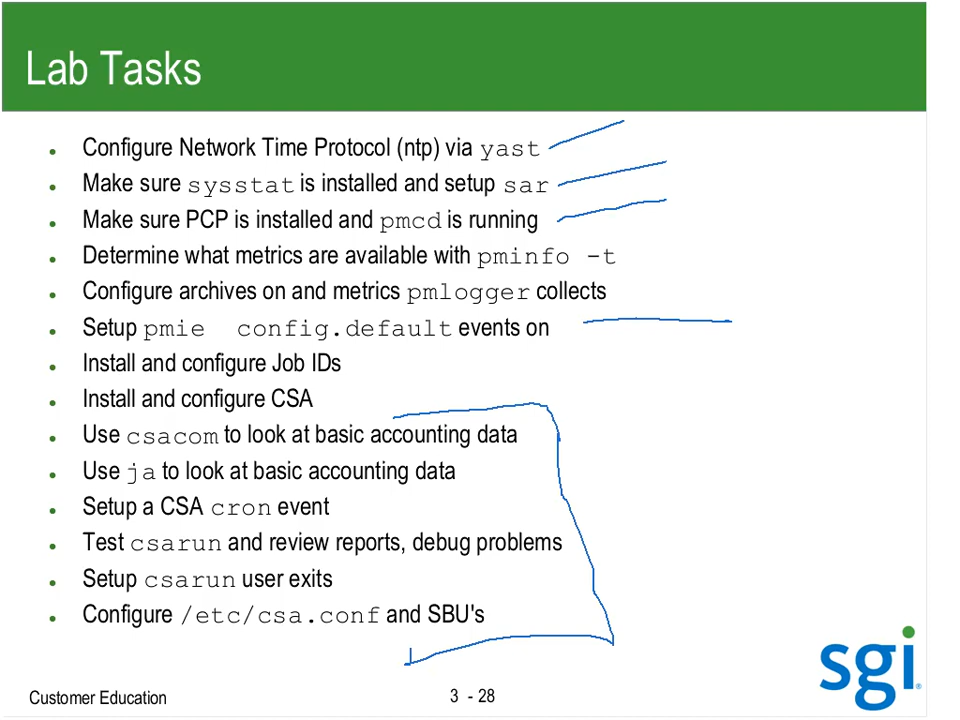 Lab Tasks
• Configure Network Time Protocol (ntp) via yast
• Make sure sysstat is installed and setup sar
• Make sure PCP is installed and pmcd is running
• Determine what metrics are available with pminfo -t
• Configure archives on and metrics pmlogger collects
• Setup pmie config.default events on
• Install and configure Job IDs
• Install and configure CSA
• Use csacom to look at basic accounting data
• Use ja to look at basic accounting data
• Setup a CSA cron event
• Test csarun and review reports, debug problems
• Setup csarun user exits
• Configure /etc/csa.conf and SBU's
sgi®
Customer Education
3 - 28